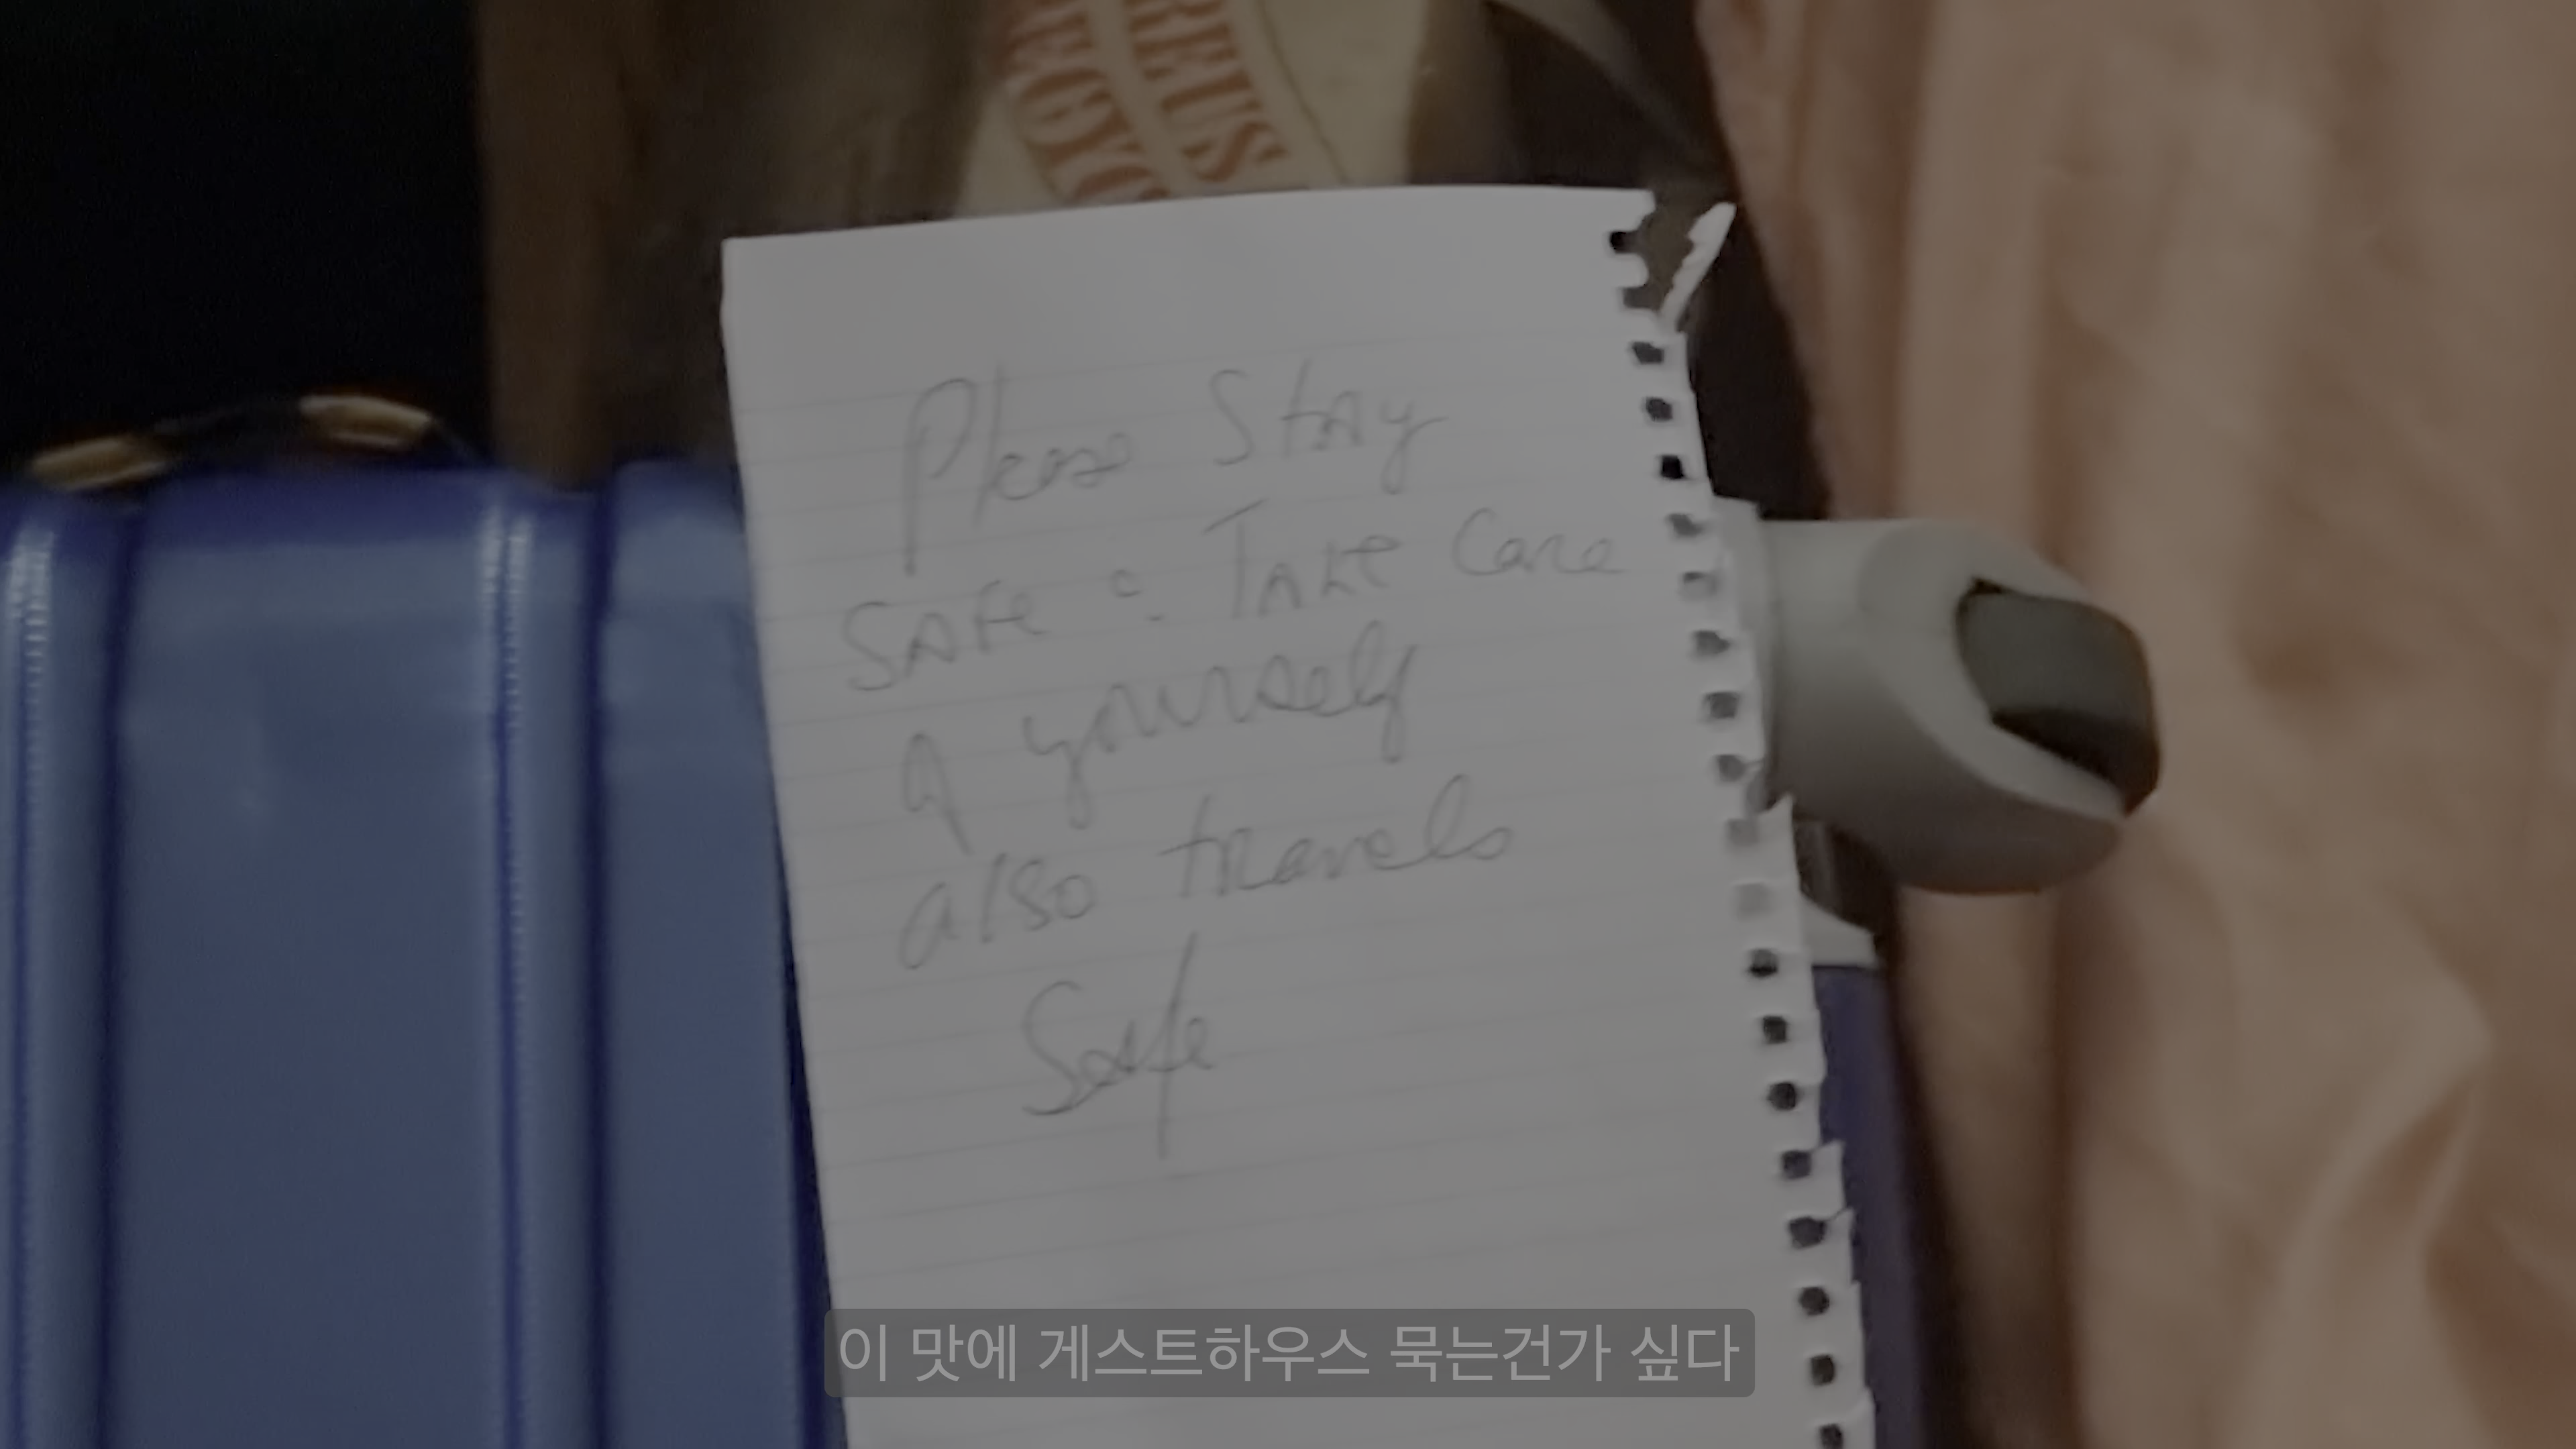 REUS
Please Stay
SAFe : TAKe Care
of yourself
also travels
Safe
이 맛에 게스트하우스 묵는건가 싶다